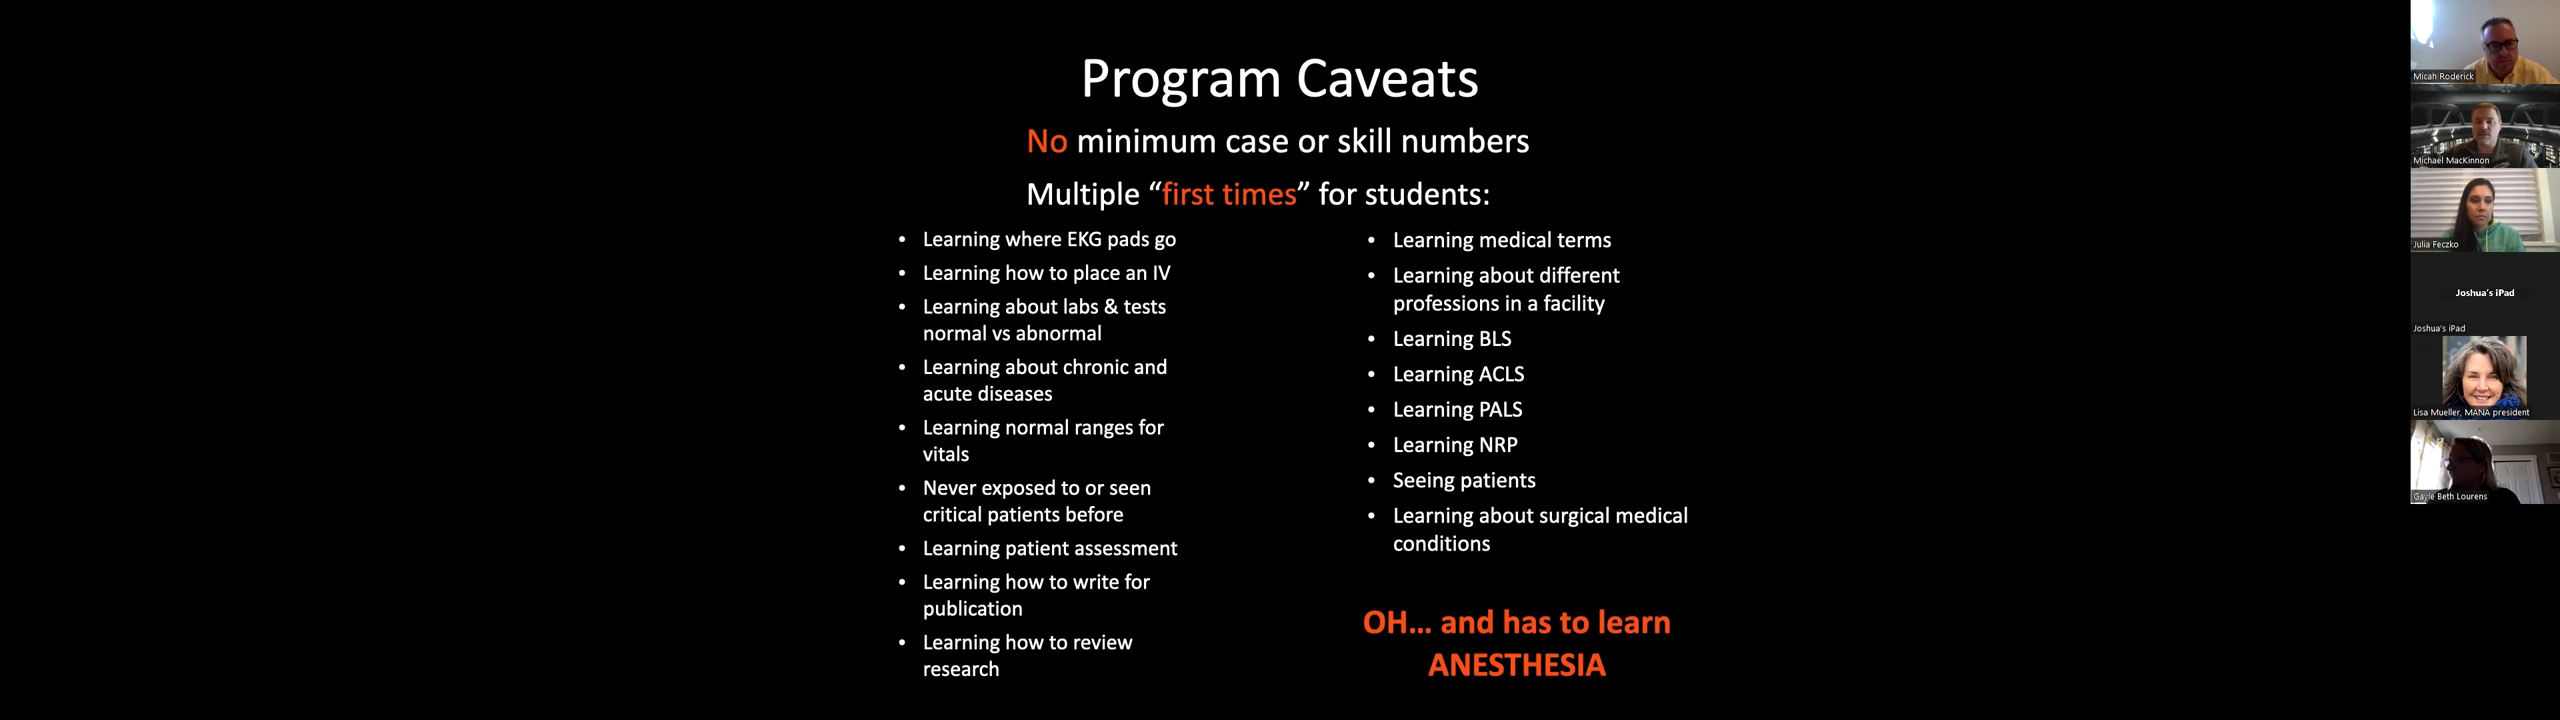 Program Caveats
No minimum case or skill numbers
Multiple “first times” for students:
• Learning where EKG pads go
• Learning how to place an IV
• Learning about labs & tests
normal vs abnormal
• Learning about chronic and
acute diseases
• Learning normal ranges for
vitals
• Never exposed to or seen
critical patients before
• Learning patient assessment
• Learning how to write for
publication
• Learning how to review
research
• Learning medical terms
• Learning about different
professions in a facility
• Learning BLS
• Learning ACLS
• Learning PALS
• Learning NRP
• Seeing patients
• Learning about surgical medical
conditions
OH... and has to learn
ANESTHESIA
Micah Roderick
Michael MacKinnon
Julia Feczko
Joshua's iPad
Joshua's iPad
Lisa Mueller, MANA president
Gayle Beth Lourens